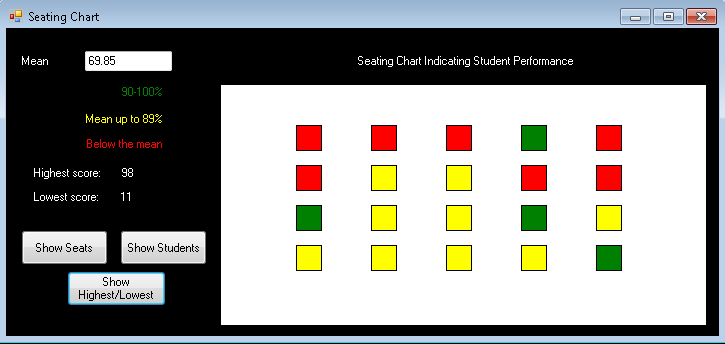 Seating Chart
Mean
69.85
Seating Chart Indicating Student Performance
90-100%
Mean up to 89%
Below the mean
Highest score: 98
Lowest score: 11
Show Seats
Show Students
Show
Highest/Lowest